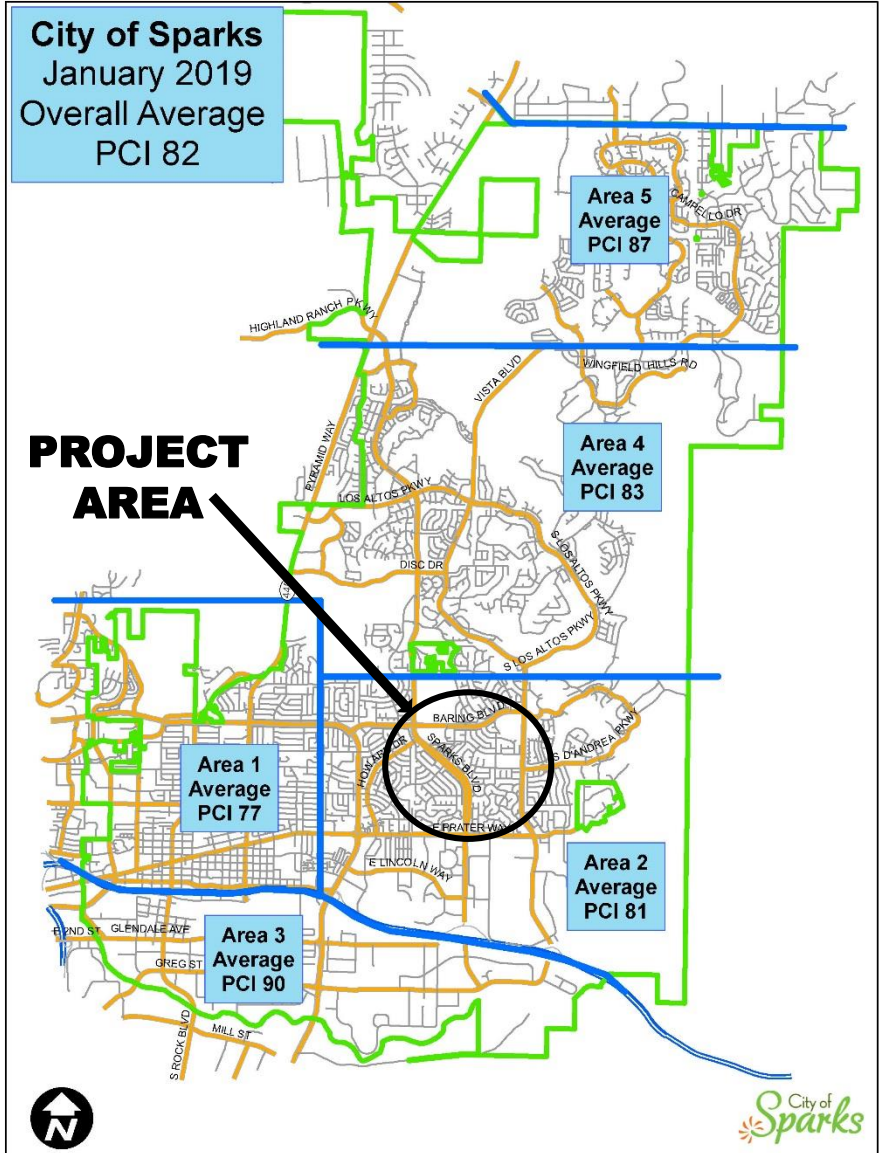 City of Sparks
January 2019
Overall Average
PCI 82
Area 5
Average
PCI 87
CAMPELLO DR
HIGHLAND RANCH PKWY
VISTA BLVD
WINGFIELD HILLS RD
PYRAMID WAY
Area 4
Average
PCI 83
PROJECT
AREA
LOS ALTOS PKWY
S LOS ALTOS PKWY
DISC DR
S LOS ALTOS PKWY
BARING BLVD
S D'ANDREA PKWY
HOWARD DR
SPARKS BLVD
Area 1
Average
PCI 77
E PRATER WAY
E LINCOLN WAY
Area 2
Average
PCI 81
E 2ND ST
GLENDALE AVE
Area 3
Average
PCI 90
GREG ST
S ROCK BLVD
MILL ST
N
City of
Sparks